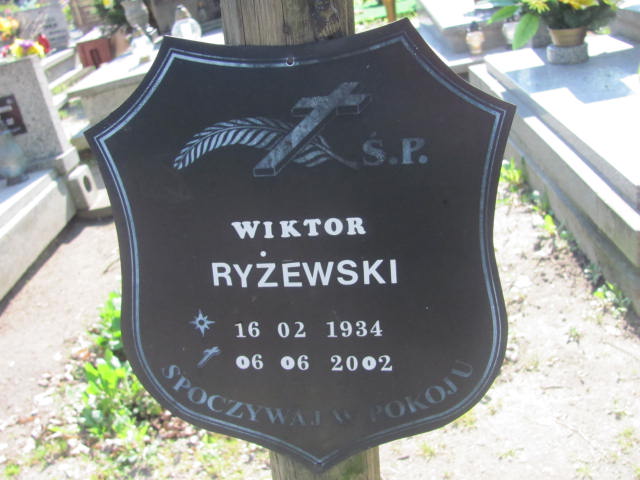 Ś.P.
WIKTOR
RYŻEWSKI
16 02 1934
06 06 2002
SPOCZYWAJ W POKOJU